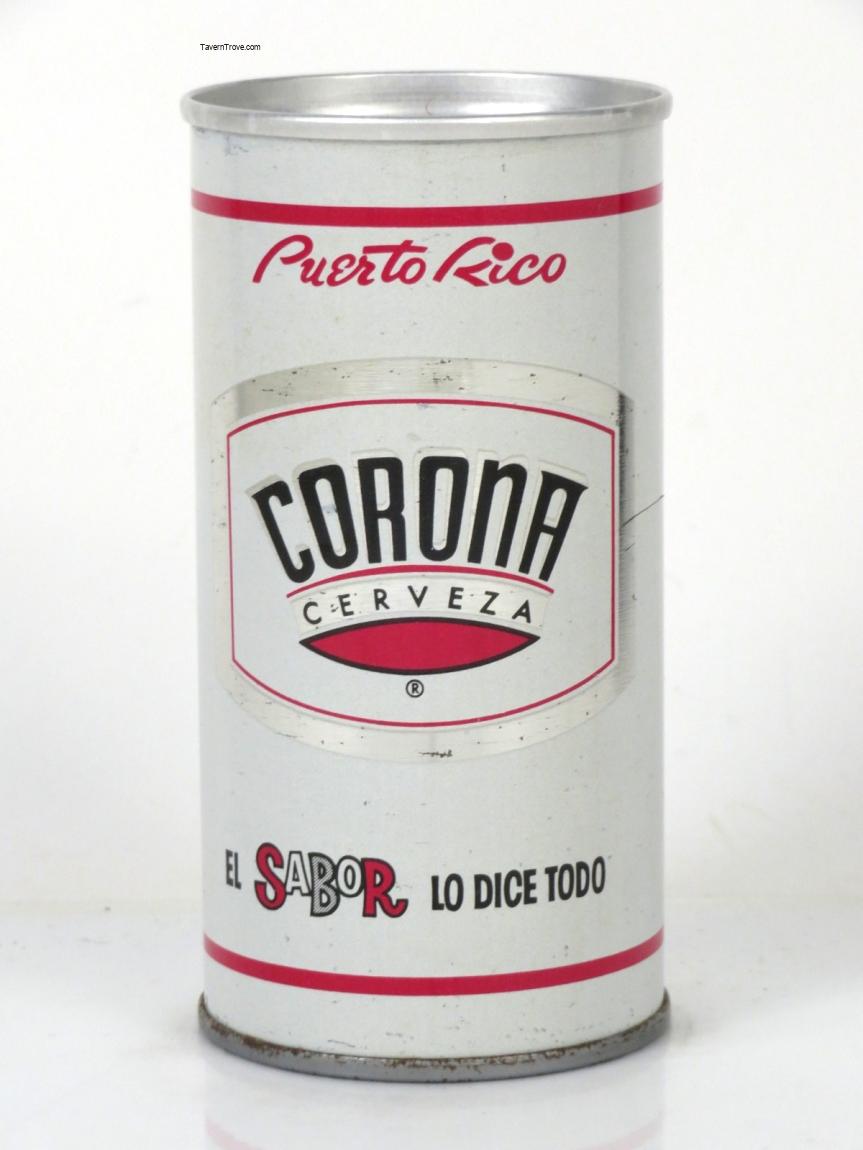 TavernTrove.com
Puerto Rico
CORONA
CERVEZA
®
EL SABOR LO DICE TODO